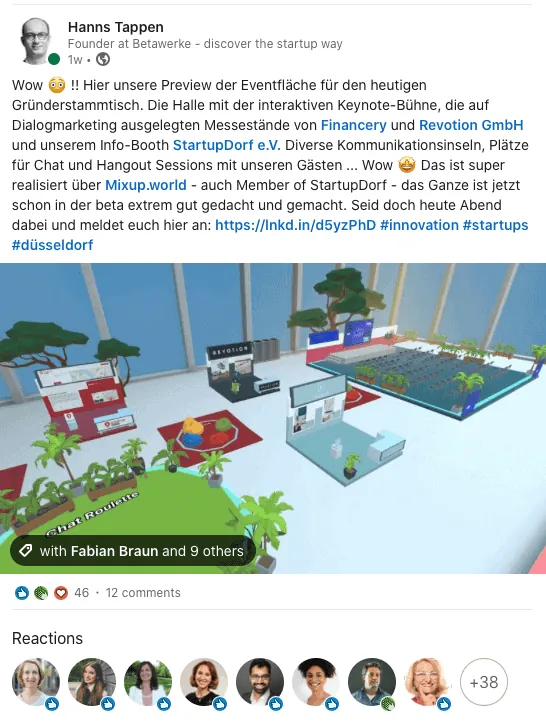 Hanns Tappen
Founder at Betawerke - discover the startup way
1w •
Wow 😳 !! Hier unsere Preview der Eventfläche für den heutigen
Gründerstammtisch. Die Halle mit der interaktiven Keynote-Bühne, die auf
Dialogmarketing ausgelegten Messestände von Financery und Revotion GmbH
und unserem Info-Booth StartupDorf e.V. Diverse Kommunikationsinseln, Plätze
für Chat und Hangout Sessions mit unseren Gästen ... Wow 🤩 Das ist super
realisiert über Mixup.world - auch Member of StartupDorf - das Ganze ist jetzt
schon in der beta extrem gut gedacht und gemacht. Seid doch heute Abend
dabei und meldet euch hier an: https://lnkd.in/d5yzPhD #innovation #startups
#düsseldorf
REVOTION
Chat Roulette
with Fabian Braun and 9 others
46 · 12 comments
Reactions
+38